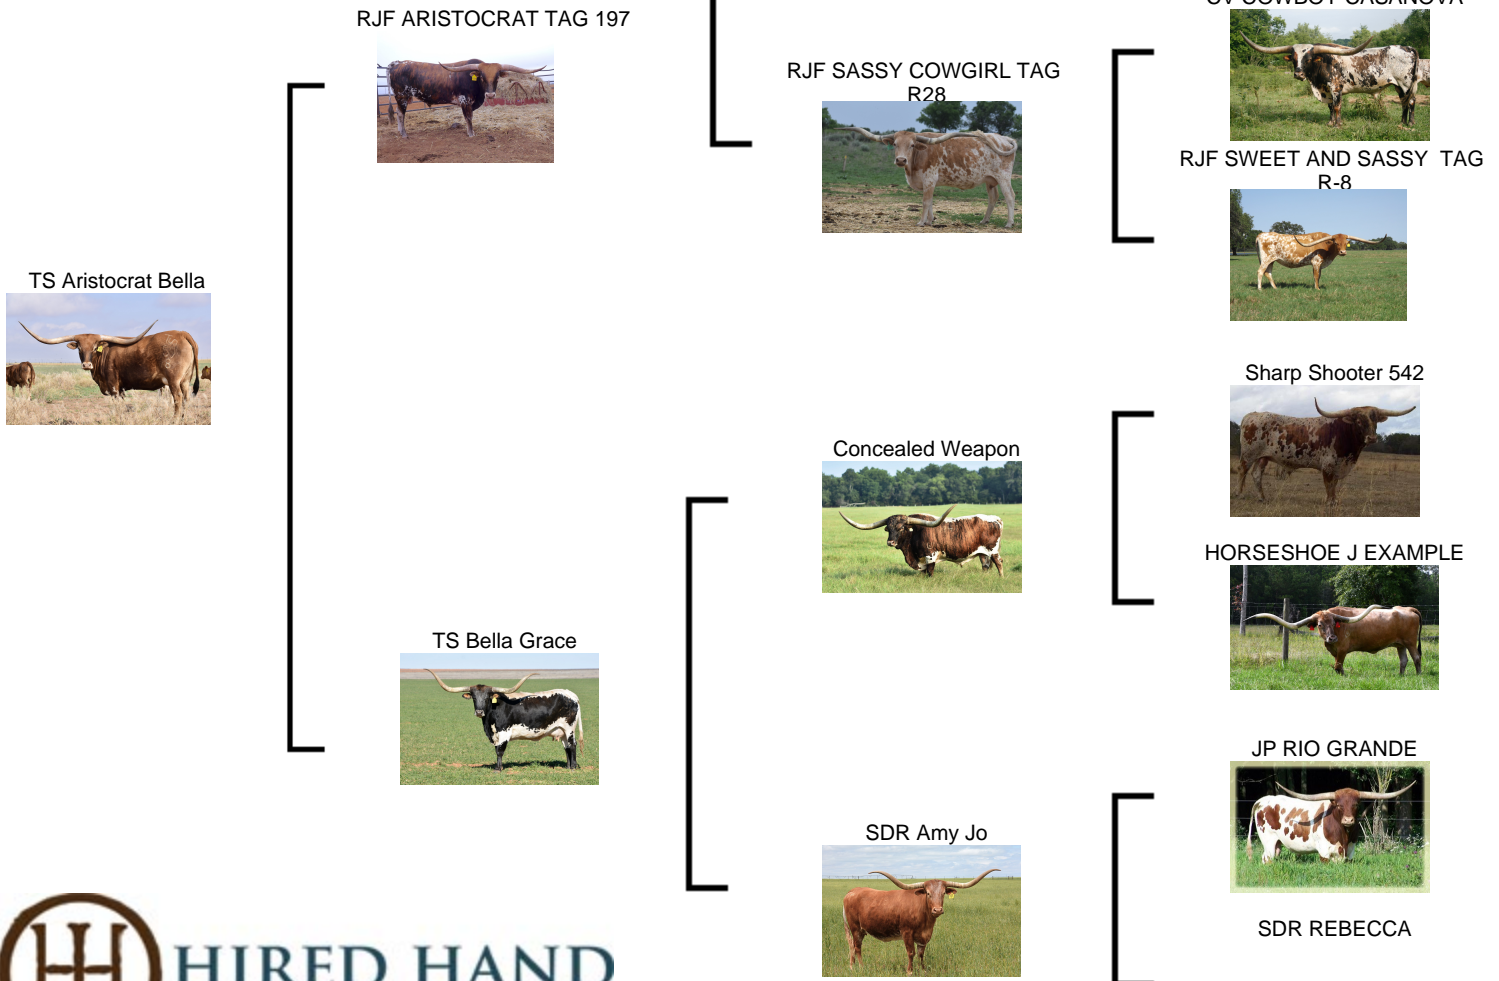 RJF ARISTOCRAT TAG 197
RJF SASSY COWGIRL TAG
R28
RJF SWEET AND SASSY TAG
R-8
TS Aristocrat Bella
Sharp Shooter 542
Concealed Weapon
HORSESHOE J EXAMPLE
TS Bella Grace
JP RIO GRANDE
SDR Amy Jo
SDR REBECCA
HIRED HAND